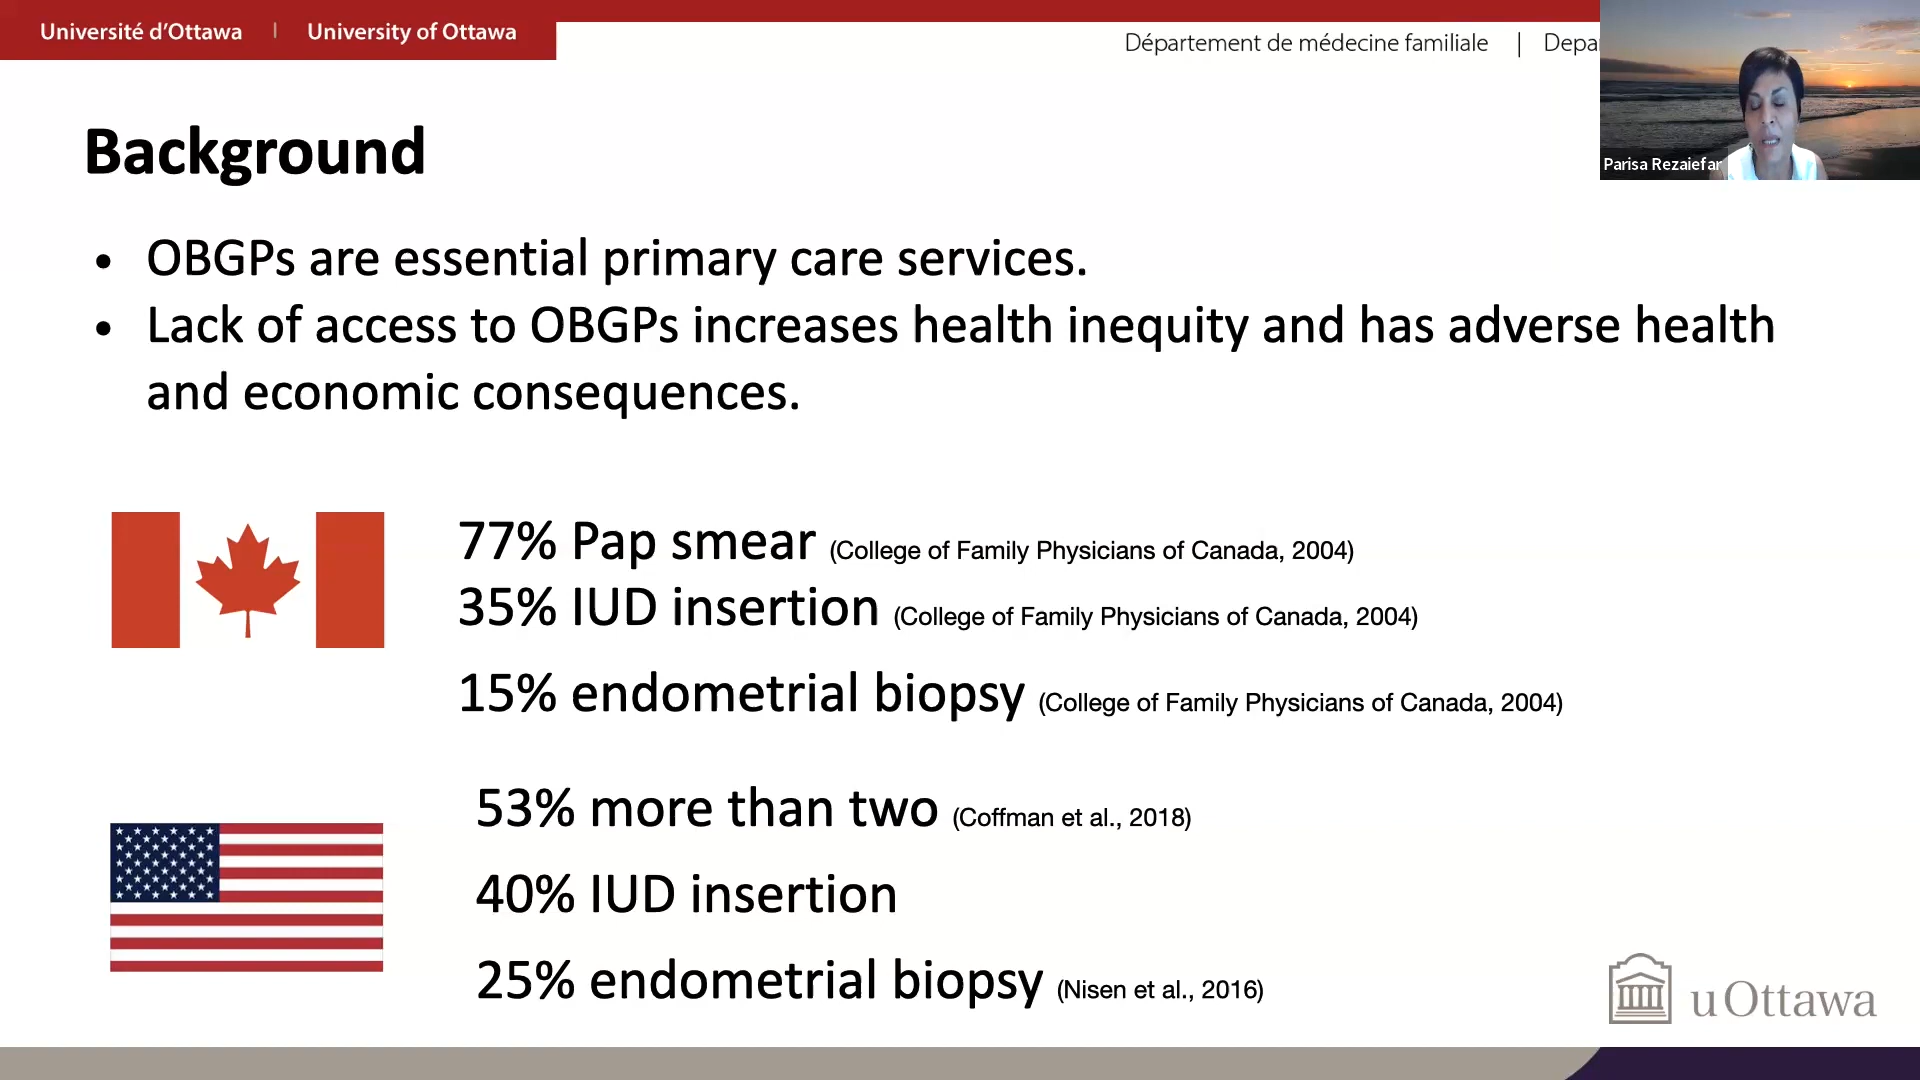 Université d'Ottawa | University of Ottawa
Département de médecine familiale | Depa
Parisa Rezaiefar
Background
• OBGPs are essential primary care services.
• Lack of access to OBGPs increases health inequity and has adverse health
and economic consequences.
77% Pap smear (College of Family Physicians of Canada, 2004)
35% IUD insertion (College of Family Physicians of Canada, 2004)
15% endometrial biopsy (College of Family Physicians of Canada, 2004)
53% more than two (Coffman et al., 2018)
40% IUD insertion
25% endometrial biopsy (Nisen et al., 2016)
uOttawa